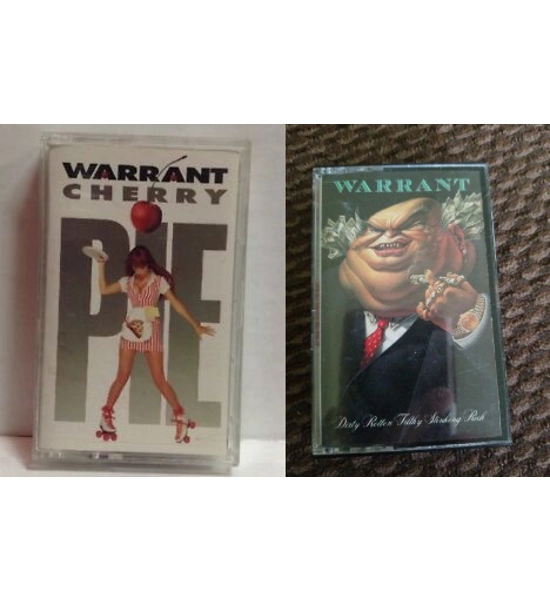 WARRANT
CHERRY
PIE
WARRANT
Dirty Rotten Filthy Stinking Rich